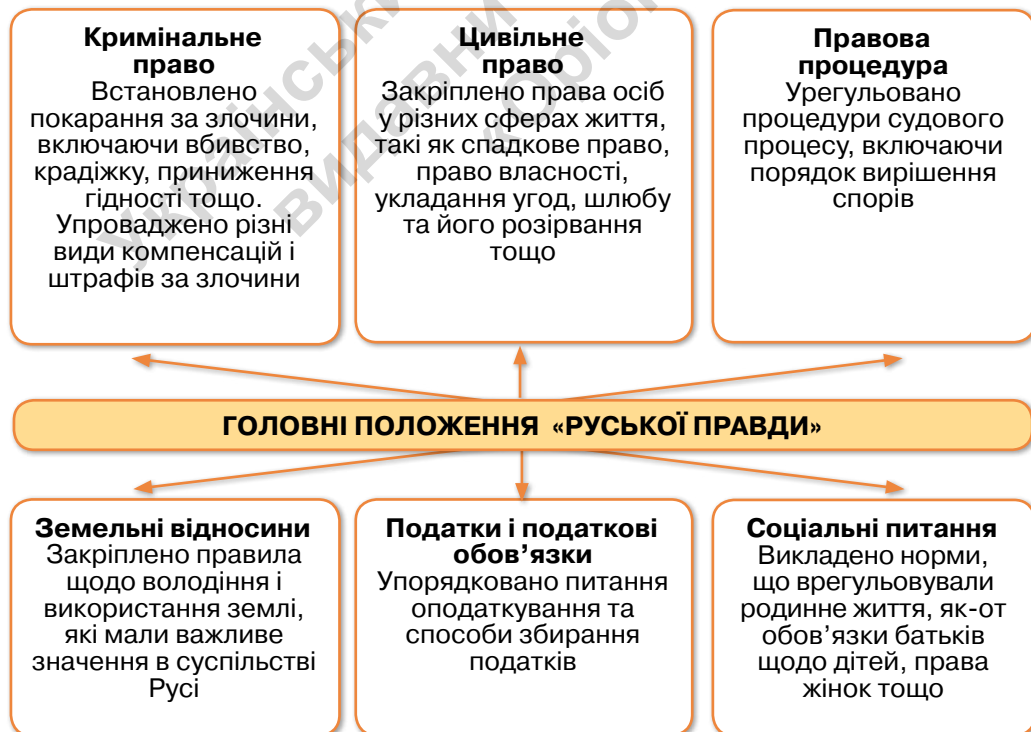 Кримінальне
право
Встановлено
покарання за злочини,
включаючи вбивство,
крадіжку, приниження
гідності тощо.
Упроваджено різні
види компенсацій і
штрафів за злочини
Цивільне
право
Закріплено права осіб
у різних сферах життя,
такі як спадкове право,
право власності,
укладання угод, шлюбу
та його розірвання
тощо
Правова
процедура
Урегульовано
процедури судового
процесу, включаючи
порядок вирішення
спорів
ГОЛОВНІ ПОЛОЖЕННЯ «РУСЬКОЇ ПРАВДИ»
Земельні відносини
Закріплено правила
щодо володіння і
використання землі,
які мали важливе
значення в суспільстві
Русі
Податки і податкові
обов’язки
Упорядковано питання
оподаткування та
способи збирання
податків
Соціальні питання
Викладено норми,
що врегульовували
родинне життя, як-от
обов’язки батьків
щодо дітей, права
жінок тощо